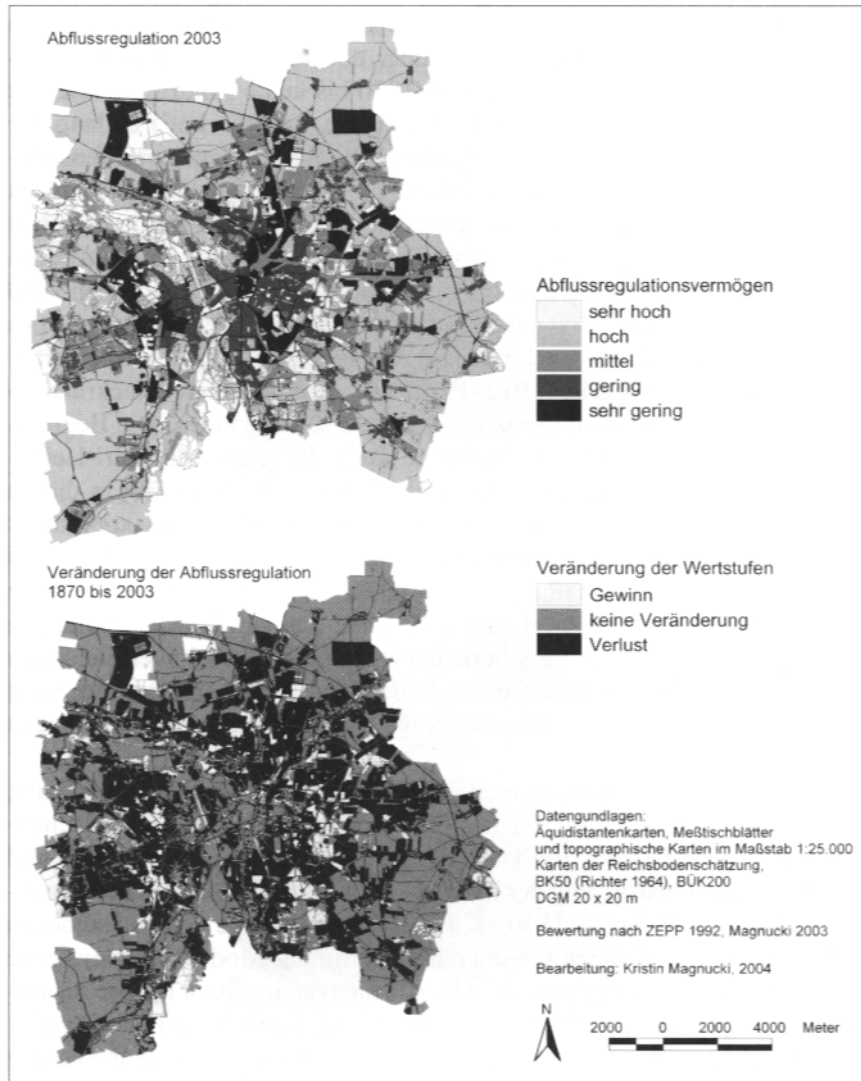 Abflussregulation 2003
Abflussregulationsvermögen
sehr hoch
hoch
mittel
gering
sehr gering
Veränderung der Abflussregulation
1870 bis 2003
Veränderung der Wertstufen
Gewinn
keine Veränderung
Verlust
Datengundlagen:
Äquidistantenkarten, Meßtischblätter
und topographische Karten im Maßstab 1:25.000
Karten der Reichsbodenschätzung,
BK50 (Richter 1964), BÜK200
DGM 20 x 20 m
Bewertung nach ZEPP 1992, Magnucki 2003
Bearbeitung: Kristin Magnucki, 2004
N
2000 0 2000 4000 Meter